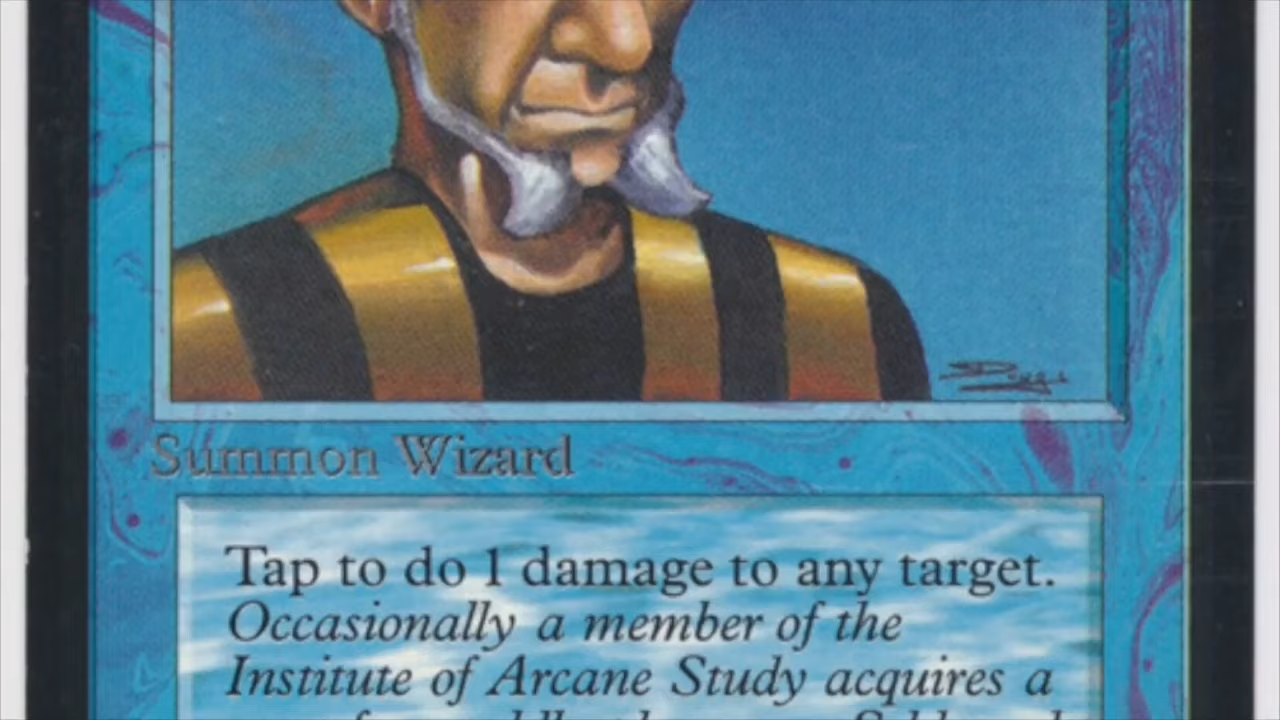 Summon Wizard
Tap to do 1 damage to any target.
Occasionally a member of the
Institute of Arcane Study acquires a